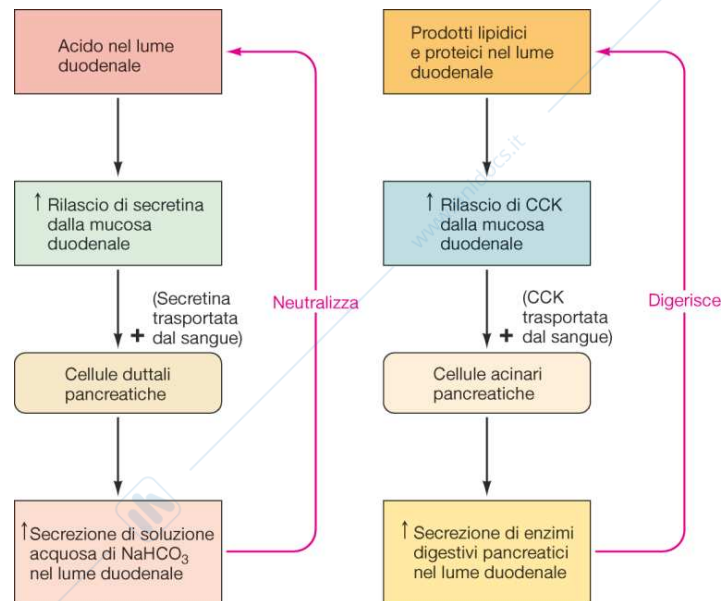 Acido nel lume
duodenale
↑ Rilascio di secretina
dalla mucosa
duodenale
(Secretina
trasportata
+ dal sangue)
Neutralizza
Cellule duttali
pancreatiche
↑ Secrezione di soluzione
acquosa di NaHCO₃
nel lume duodenale
Prodotti lipidici
e proteici nel lume
duodenale
↑ Rilascio di CCK
dalla mucosa
duodenale
(CCK
trasportata
+ dal sangue)
Digerisce
Cellule acinari
pancreatiche
↑ Secrezione di enzimi
digestivi pancreatici
nel lume duodenale